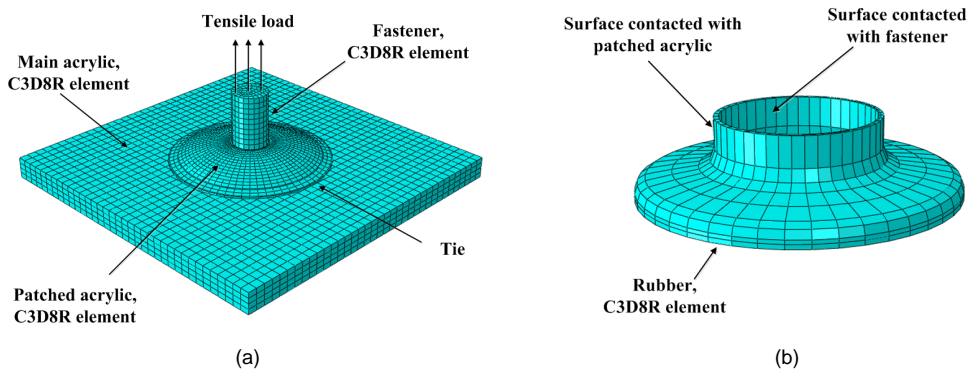 Tensile load
Fastener,
C3D8R element
Main acrylic,
C3D8R element
Tie
Patched acrylic,
C3D8R element
(a)
Surface contacted with
patched acrylic
Surface contacted
with fastener
Rubber,
C3D8R element
(b)